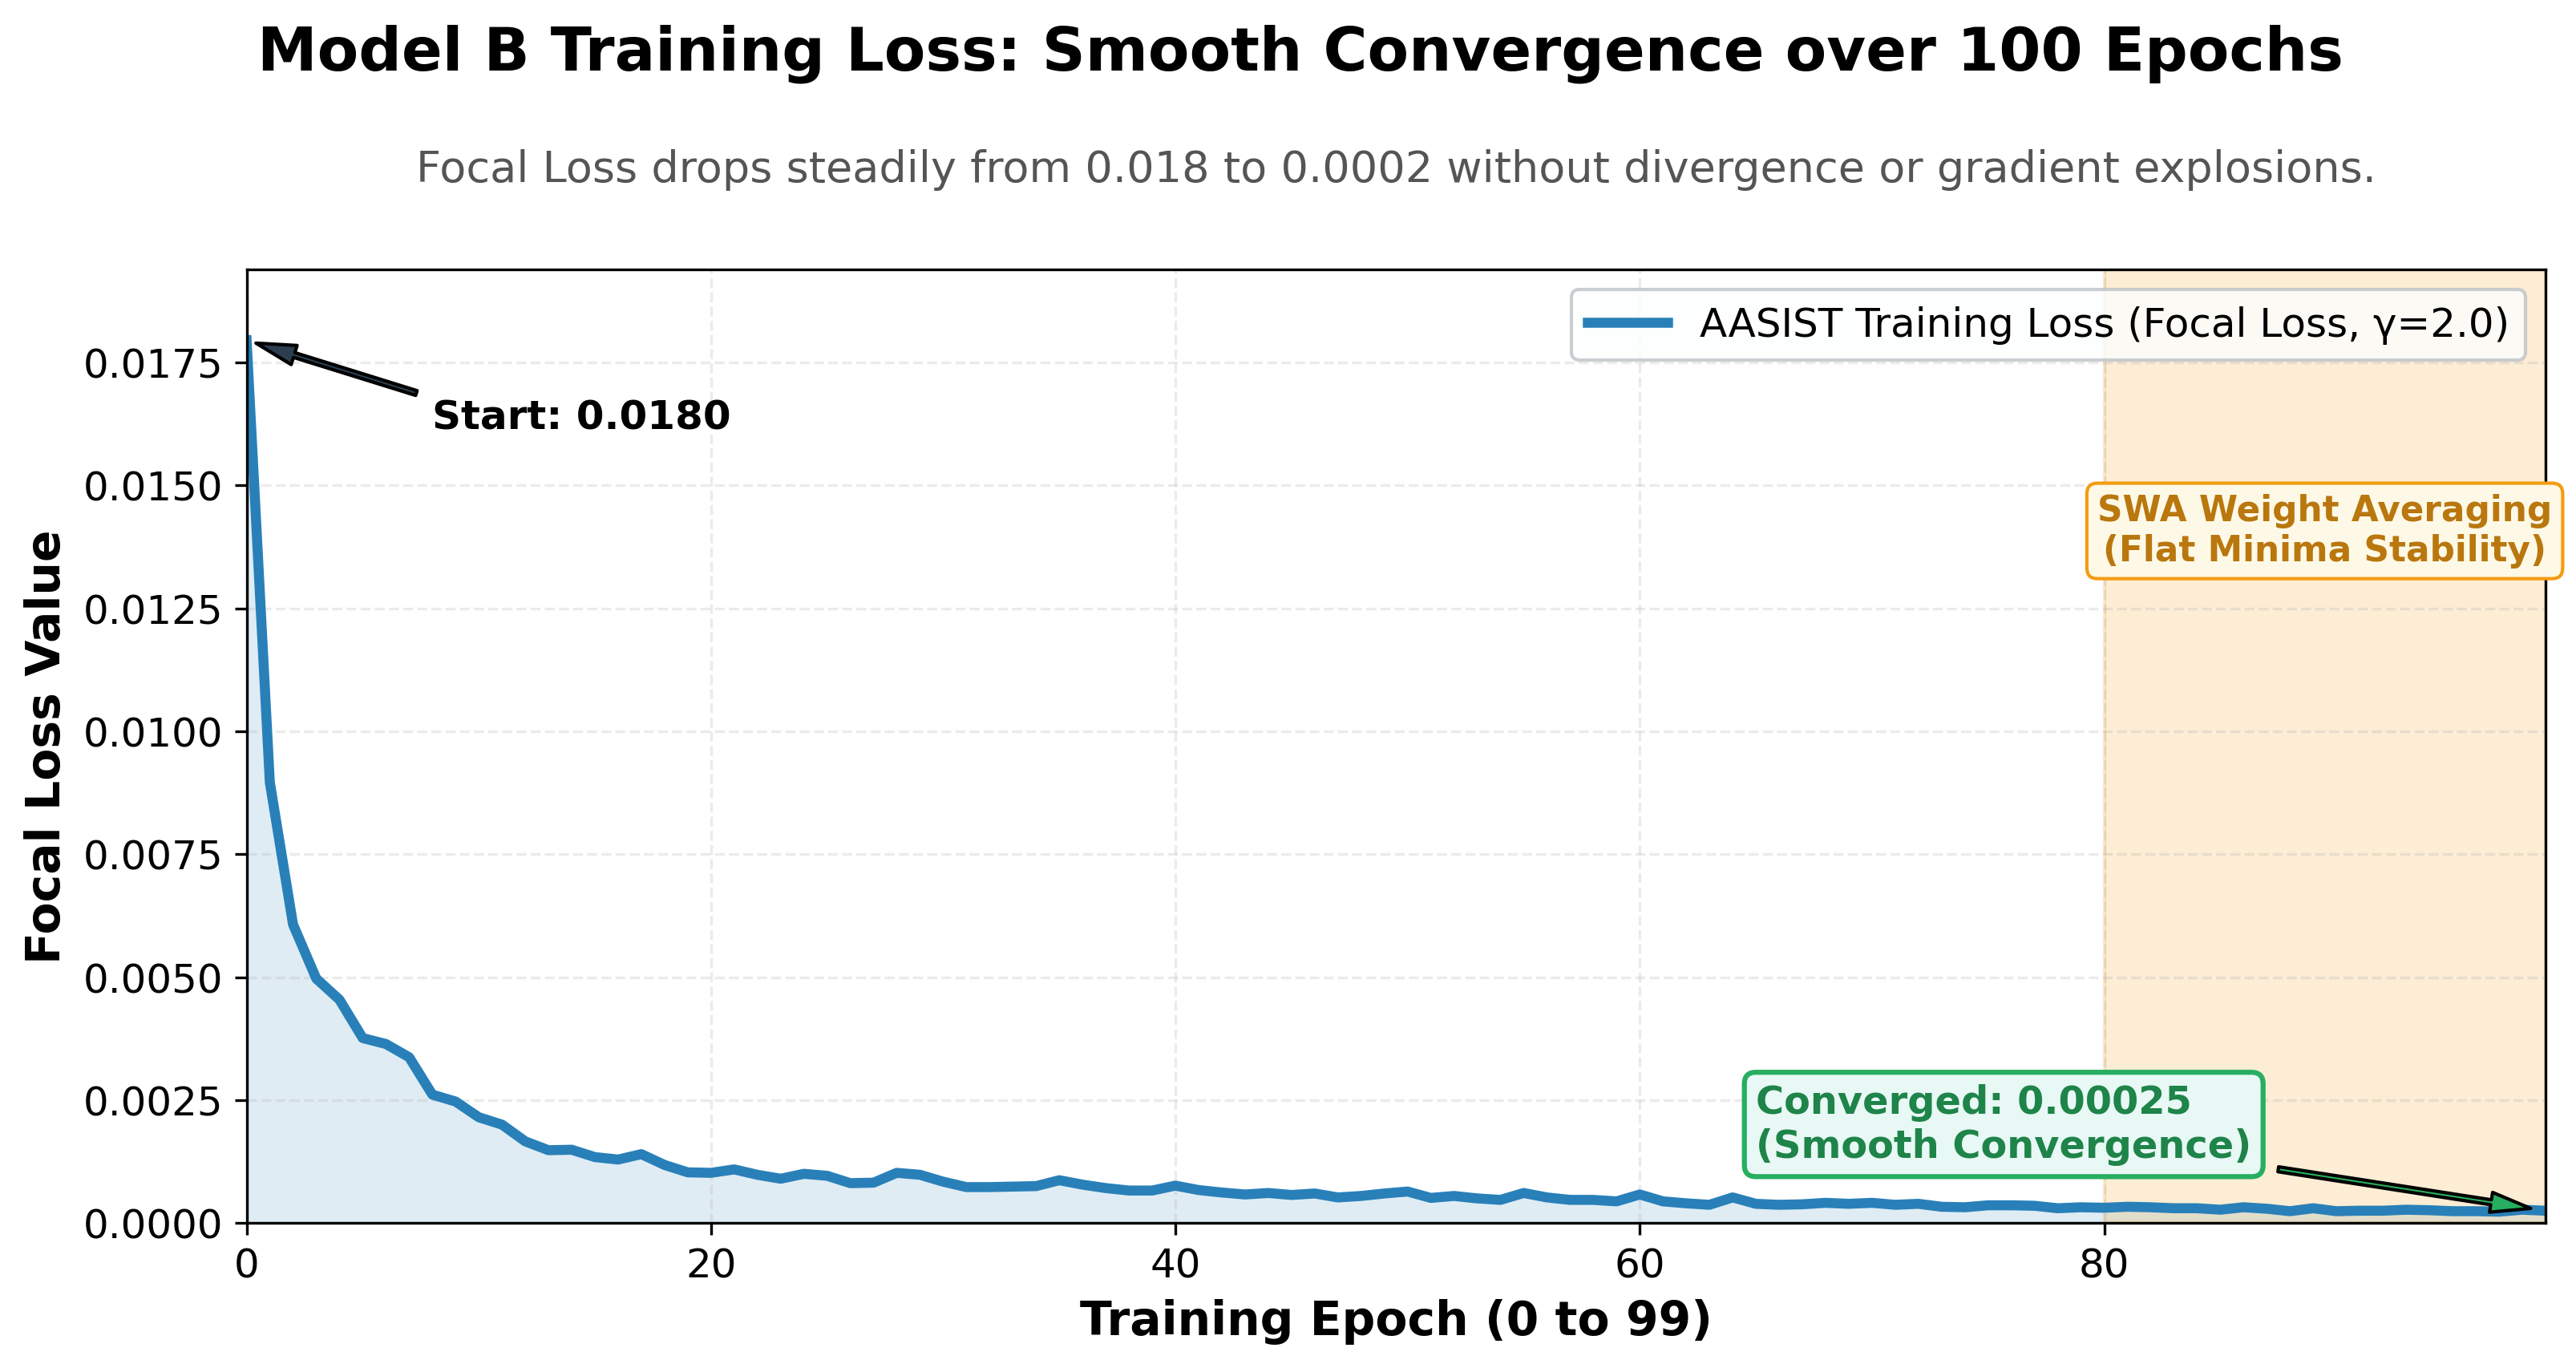 Model B Training Loss: Smooth Convergence over 100 Epochs
Focal Loss drops steadily from 0.018 to 0.0002 without divergence or gradient explosions.
AASIST Training Loss (Focal Loss, γ=2.0)
Start: 0.0180
SWA Weight Averaging
(Flat Minima Stability)
Converged: 0.00025
(Smooth Convergence)
Focal Loss Value
0.0175
0.0150
0.0125
0.0100
0.0075
0.0050
0.0025
0.0000
0
20
40
60
80
Training Epoch (0 to 99)